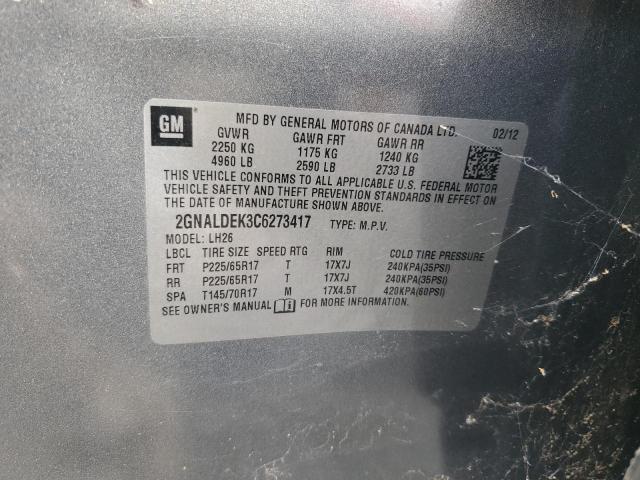 GM
MFD BY GENERAL MOTORS OF CANADA LTD. 02/12
GVWR GAWR FRT GAWR RR
2250 KG 1175 KG 1240 KG
4960 LB 2590 LB 2733 LB
THIS VEHICLE CONFORMS TO ALL APPLICABLE U.S. FEDERAL MOTOR
VEHICLE SAFETY AND THEFT PREVENTION STANDARDS IN EFFECT ON
THE DATE OF MANUFACTURE SHOWN ABOVE.
2GNALDEK3C6273417 TYPE: M.P.V.
MODEL: LH26
LBCL TIRE SIZE SPEED RTG RIM COLD TIRE PRESSURE
FRT P225/65R17 T 17X7J 240KPA(35PSI)
RR P225/65R17 T 17X7J 240KPA(35PSI)
SPA T145/70R17 M 17X4.5T 420KPA(60PSI)
SEE OWNER'S MANUAL FOR MORE INFORMATION.